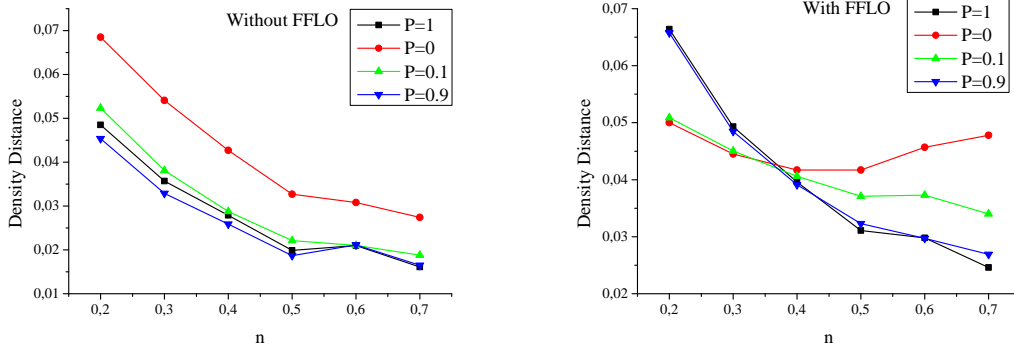 Without FFLO
P=1
P=0
P=0.1
P=0.9
0,07
0,06
0,05
0,04
0,03
0,02
0,01
Density Distance
0,2 0,3 0,4 0,5 0,6 0,7
n
With FFLO
P=1
P=0
P=0.1
P=0.9
0,07
0,06
0,05
0,04
0,03
0,02
Density Distance
0,2 0,3 0,4 0,5 0,6 0,7
n